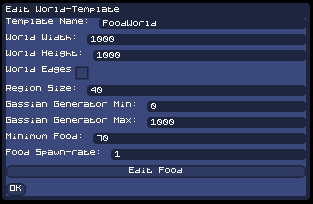 Edit World-Template
Template Name: FoodWorld
World Width: 1000
World Height: 1000
World Edges
Region Size: 40
Gassian Generator Min: 0
Gassian Generator Max: 1000
Minimum Food: 70
Food Spawn-rate: 1
Edit Food
OK